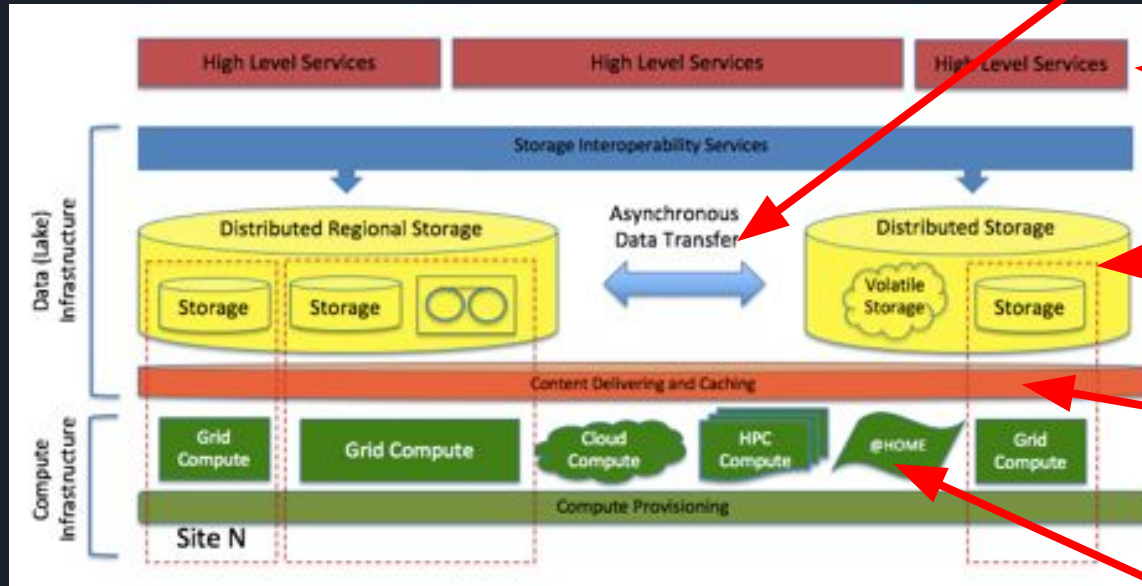 High Level Services
High Level Services
High Level Services
Storage Interoperability Services
Data (Lake)
Infrastructure
Distributed Regional Storage
Asynchronous
Data Transfer
Distributed Storage
Storage
Storage
Volatile
Storage
Storage
Content Delivering and Caching
Compute
Infrastructure
Grid
Compute
Grid Compute
Cloud
Compute
HPC
Compute
@HOME
Grid
Compute
Compute Provisioning
Site N